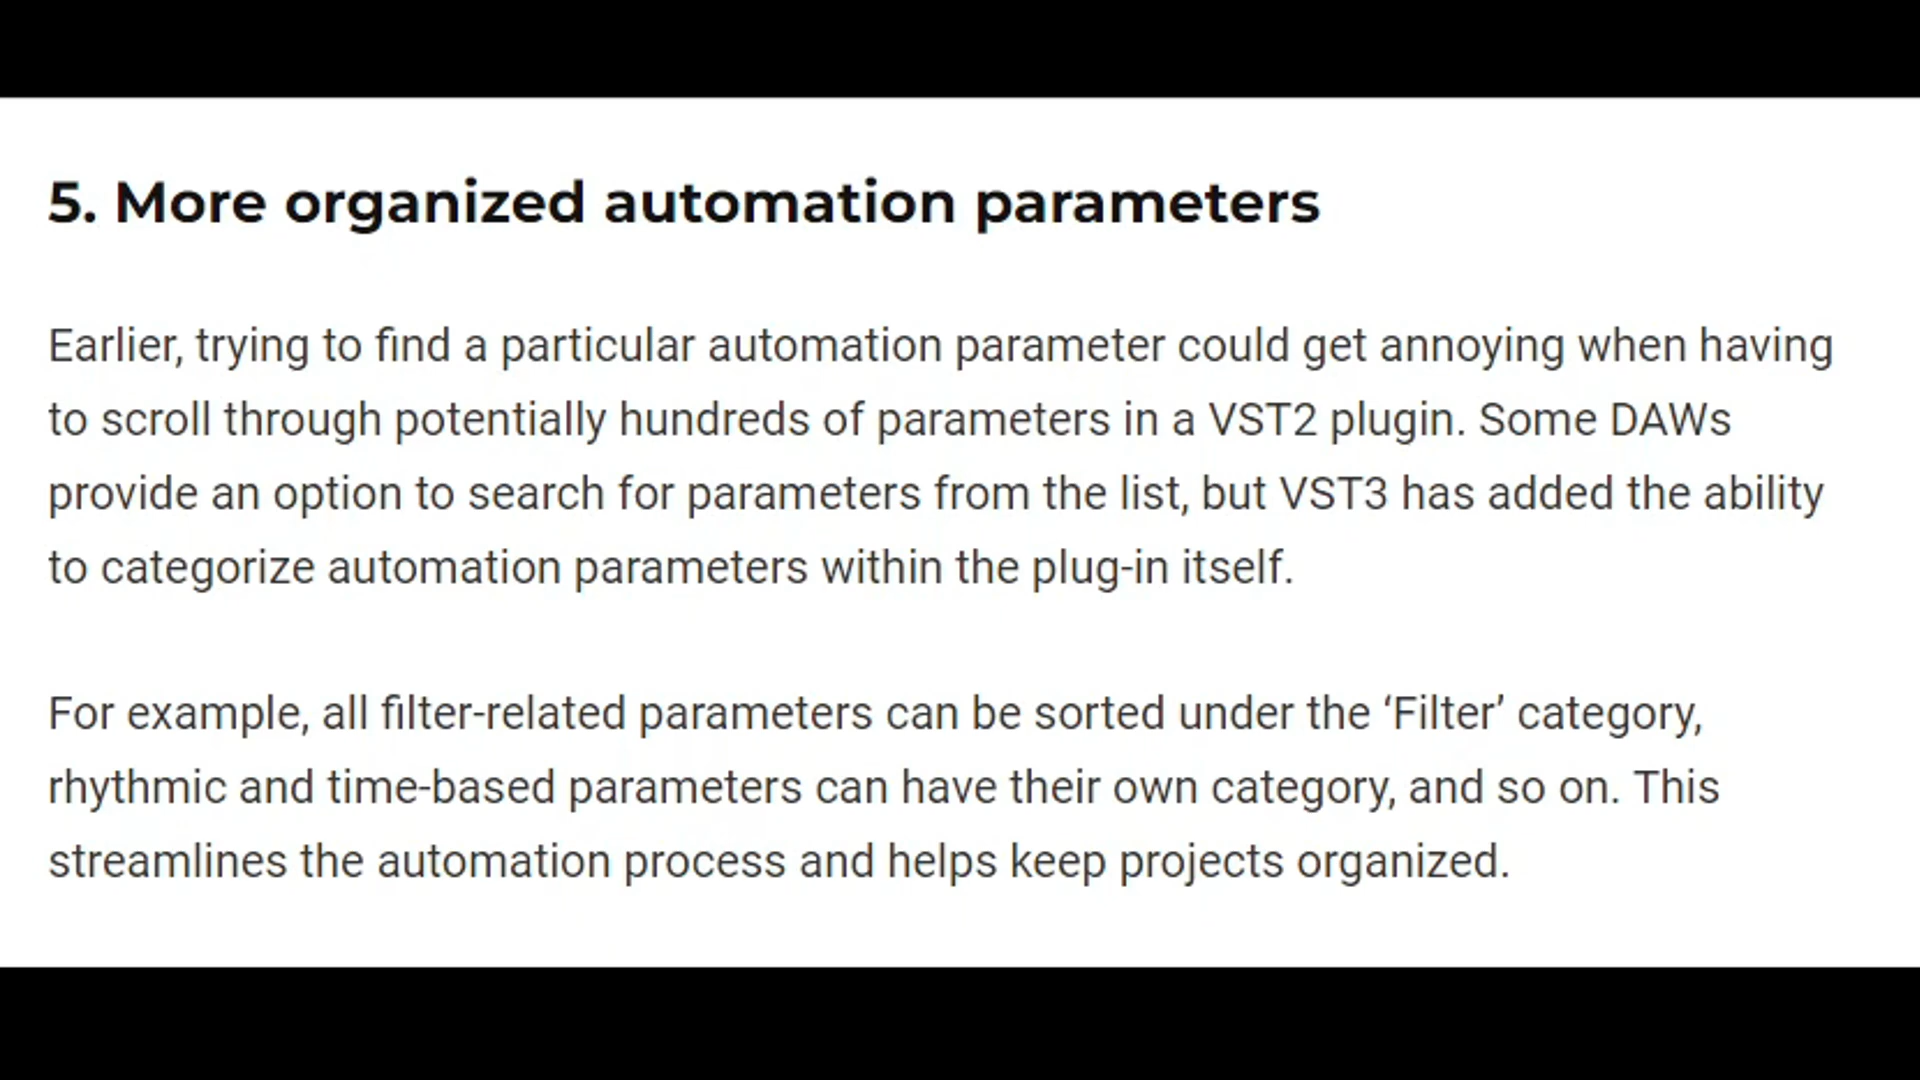 5. More organized automation parameters
Earlier, trying to find a particular automation parameter could get annoying when having
to scroll through potentially hundreds of parameters in a VST2 plugin. Some DAWs
provide an option to search for parameters from the list, but VST3 has added the ability
to categorize automation parameters within the plug-in itself.
For example, all filter-related parameters can be sorted under the ‘Filter’ category,
rhythmic and time-based parameters can have their own category, and so on. This
streamlines the automation process and helps keep projects organized.